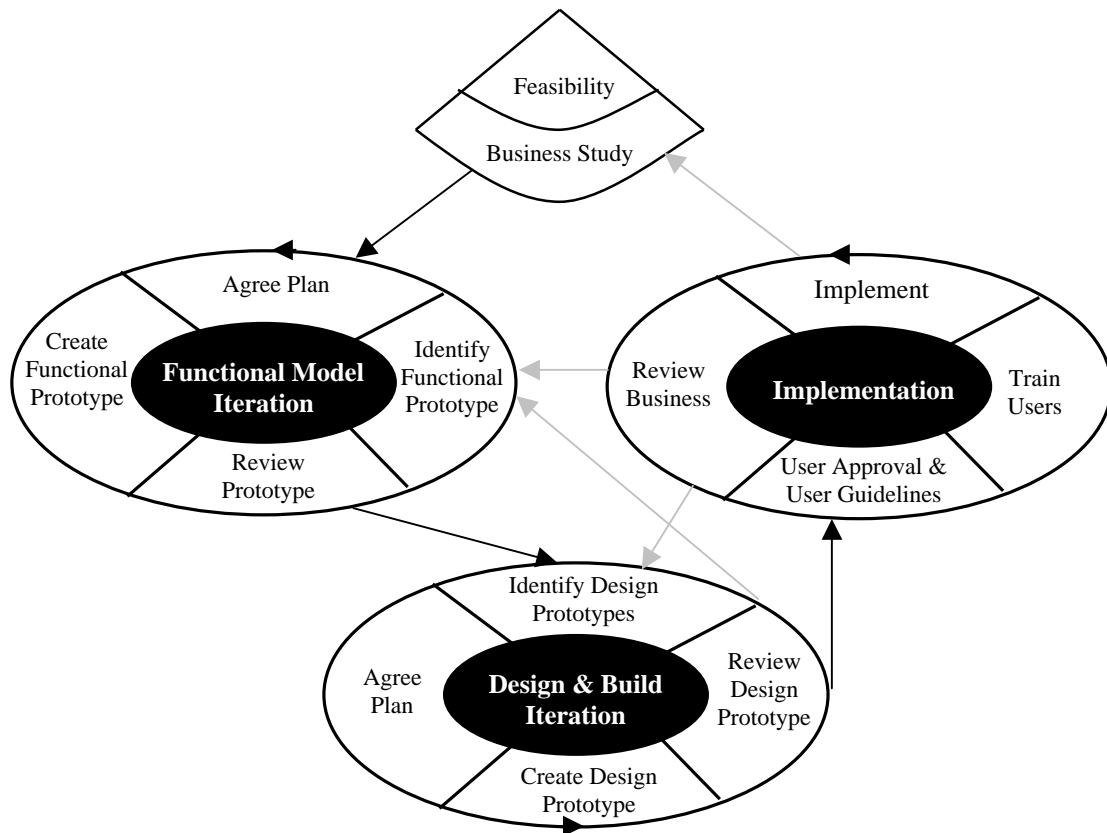 Feasibility
Business Study
Agree Plan
Create
Functional
Prototype
Functional Model
Iteration
Identify
Functional
Prototype
Review
Prototype
Implement
Review
Business
Implementation
Train
Users
User Approval &
User Guidelines
Identify Design
Prototypes
Agree
Plan
Design & Build
Iteration
Review
Design
Prototype
Create Design
Prototype